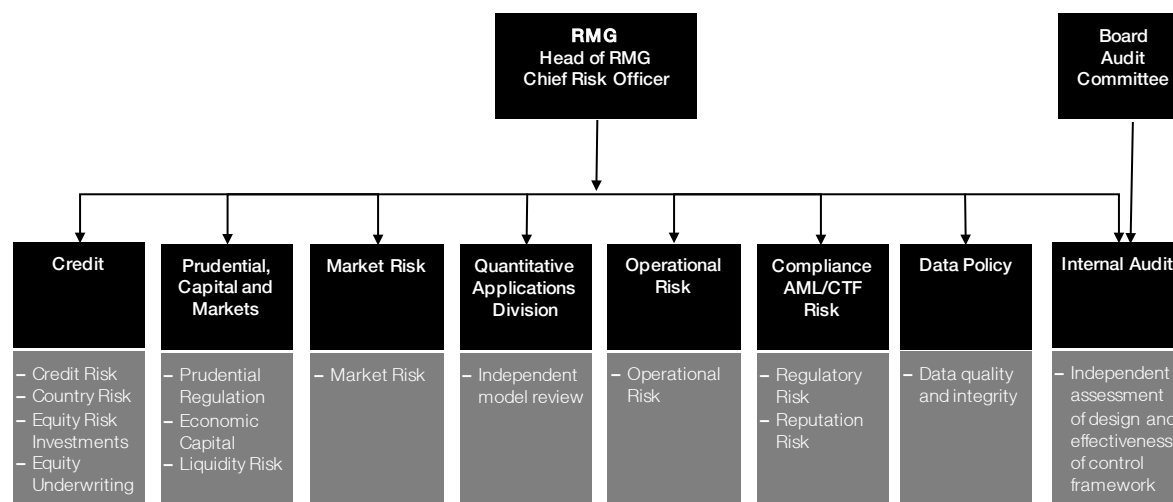 RMG
Head of RMG
Chief Risk Officer
Board
Audit
Committee
Credit
Prudential,
Capital and
Markets
Market Risk
Quantitative
Applications
Division
Operational
Risk
Compliance
AML/CTF
Risk
Data Policy
Internal Audit
– Credit Risk
– Country Risk
– Equity Risk
Investments
– Equity
Underwriting
– Prudential
Regulation
– Economic
Capital
– Liquidity Risk
– Market Risk
– Independent
model review
– Operational
Risk
– Regulatory
Risk
– Reputation
Risk
– Data quality
and integrity
– Independent
assessment
of design and
effectiveness
of control
framework